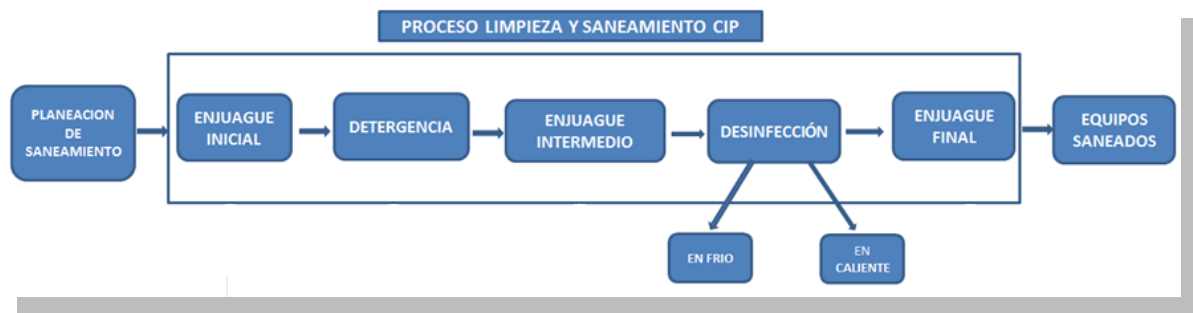 PROCESO LIMPIEZA Y SANEAMIENTO CIP
PLANEACION
DE
SANEAMIENTO
ENJUAGUE
INICIAL
DETERGENCIA
ENJUAGUE
INTERMEDIO
DESINFECCIÓN
ENJUAGUE
FINAL
EQUIPOS
SANEADOS
EN FRIO
EN
CALIENTE